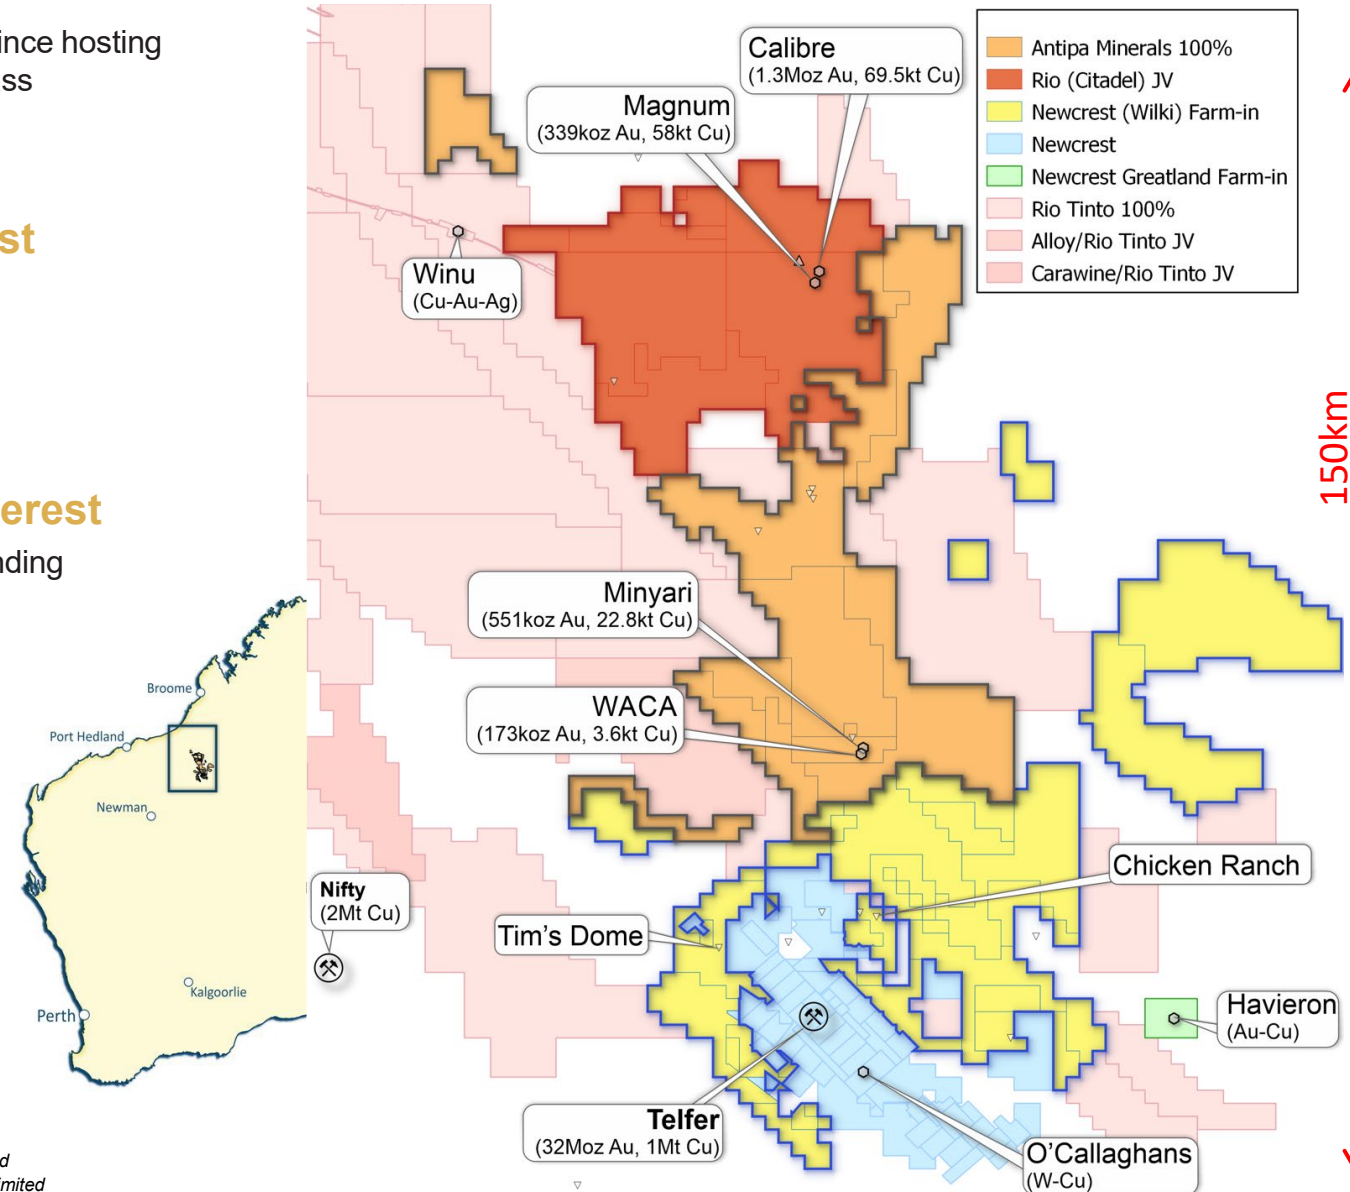 ince hosting
ss
st
erest
nding
Calibre
(1.3Moz Au, 69.5kt Cu)
Magnum
(339koz Au, 58kt Cu)
Antipa Minerals 100%
Rio (Citadel) JV
Newcrest (Wilki) Farm-in
Newcrest
Newcrest Greatland Farm-in
Rio Tinto 100%
Alloy/Rio Tinto JV
Carawine/Rio Tinto JV
Winu
(Cu-Au-Ag)
150km
Minyari
(551koz Au, 22.8kt Cu)
WACA
(173koz Au, 3.6kt Cu)
Broome
Port Hedland
Newman
Kalgoorlie
Perth
Nifty
(2Mt Cu)
Chicken Ranch
Tim's Dome
Havieron
(Au-Cu)
Telfer
(32Moz Au, 1Mt Cu)
O'Callaghans
(W-Cu)
d
imited